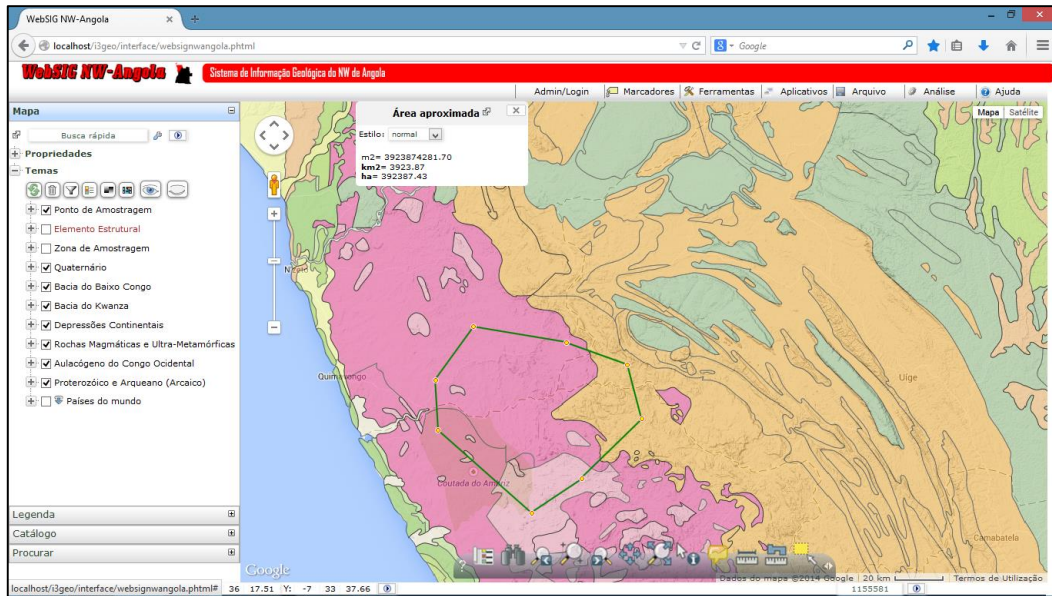 WebSIG NW-Angola
localhost/i3geo/interface/websignwangola.phtml
Google
WebSIG NW-Angola
Sistema de Informação Geológica do NW de Angola
Admin/Login Marcadores Ferramentas Aplicativos Arquivo Análise Ajuda
Mapa
Busca rápida
Propriedades
Temas
Ponto de Amostragem
Elemento Estrutural
Zona de Amostragem
Quaternário
Bacia do Baixo Congo
Bacia do Kwanza
Depressões Continentais
Rochas Magmáticas e Ultra-Metamórficas
Aulacógeno do Congo Ocidental
Proterozóico e Arqueano (Arcaico)
Países do mundo
Legenda
Catálogo
Procurar
Área aproximada
Estilo: normal
m2= 3923874281.70
km2= 3923.87
ha= 392387.43
Mapa Satélite
Uíge
Camabatela
Google
Dados do mapa ©2014 Google 20 km Termos de Utilização
localhost/i3geo/interface/websignwangola.phtml# 36 17.51 Y: -7 33 37.66 1155581